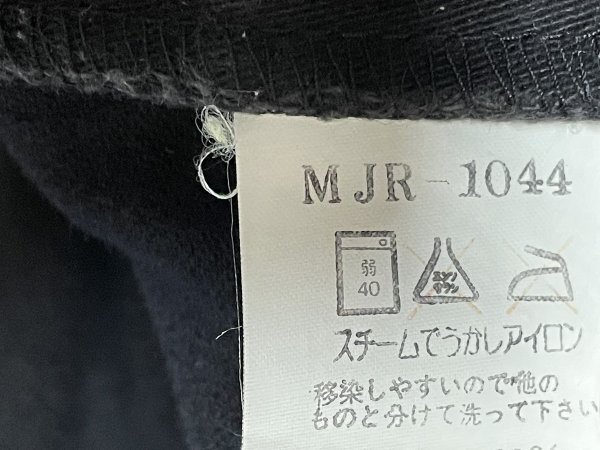 MJR-1044
弱
40
エンソ
サラシ
スチームでうかしアイロン
移染しやすいので他の
ものと分けて洗って下さい